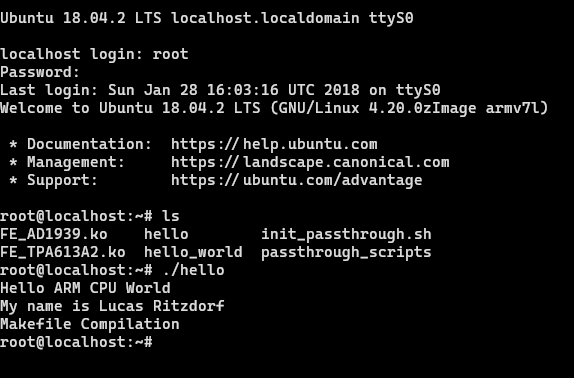 Ubuntu 18.04.2 LTS localhost.localdomain ttyS0
localhost login: root
Password:
Last login: Sun Jan 28 16:03:16 UTC 2018 on ttyS0
Welcome to Ubuntu 18.04.2 LTS (GNU/Linux 4.20.0zImage armv7l)
* Documentation:  https://help.ubuntu.com
* Management:     https://landscape.canonical.com
* Support:        https://ubuntu.com/advantage
root@localhost:~# ls
FE_AD1939.ko    hello        init_passthrough.sh
FE_TPA613A2.ko  hello_world  passthrough_scripts
root@localhost:~# ./hello
Hello ARM CPU World
My name is Lucas Ritzdorf
Makefile Compilation
root@localhost:~#